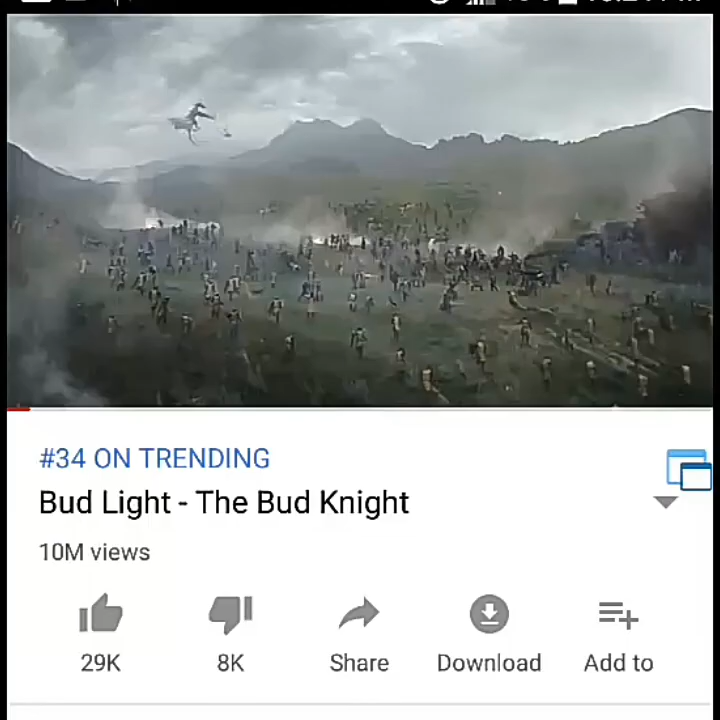 #34 ON TRENDING
Bud Light - The Bud Knight
10M views
29K
8K
Share
Download
Add to